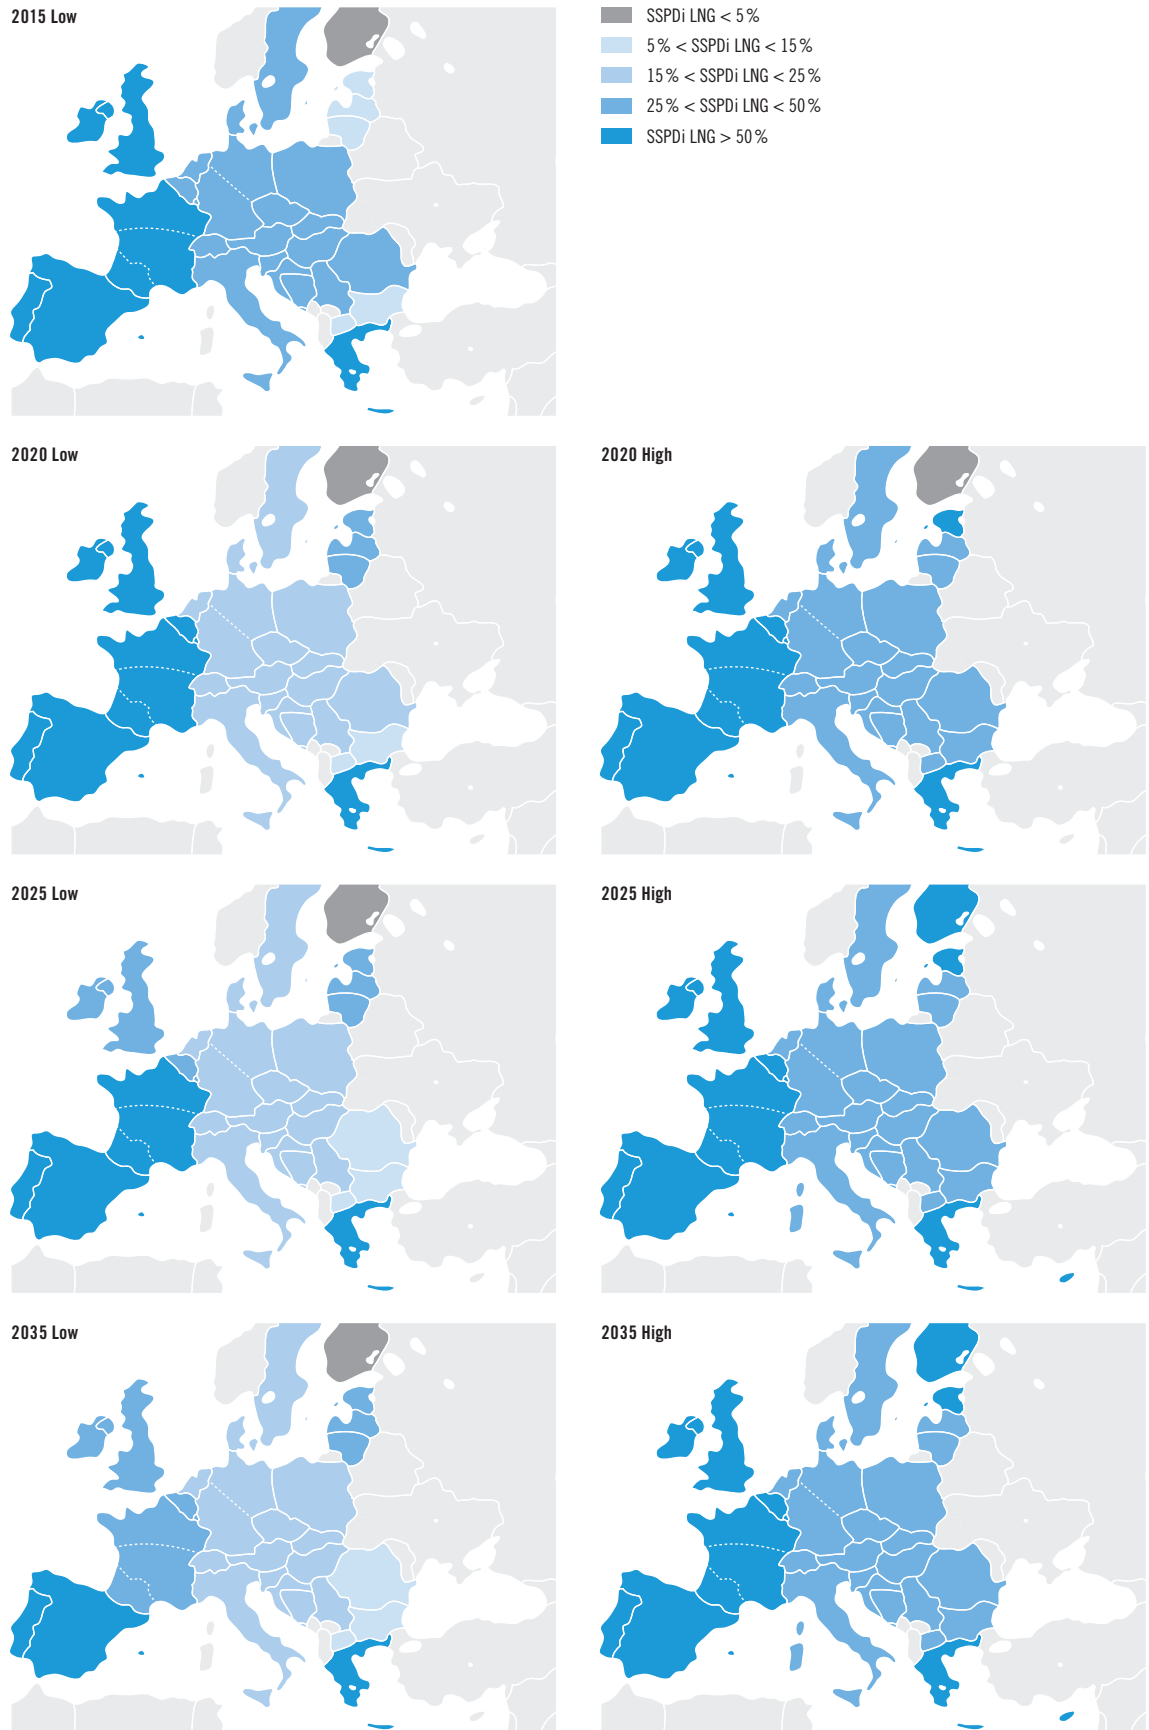 2015 Low
SSPDi LNG < 5 %
5 % < SSPDi LNG < 15 %
15 % < SSPDi LNG < 25 %
25 % < SSPDi LNG < 50 %
SSPDi LNG > 50 %
2020 Low
2020 High
2025 Low
2025 High
2035 Low
2035 High